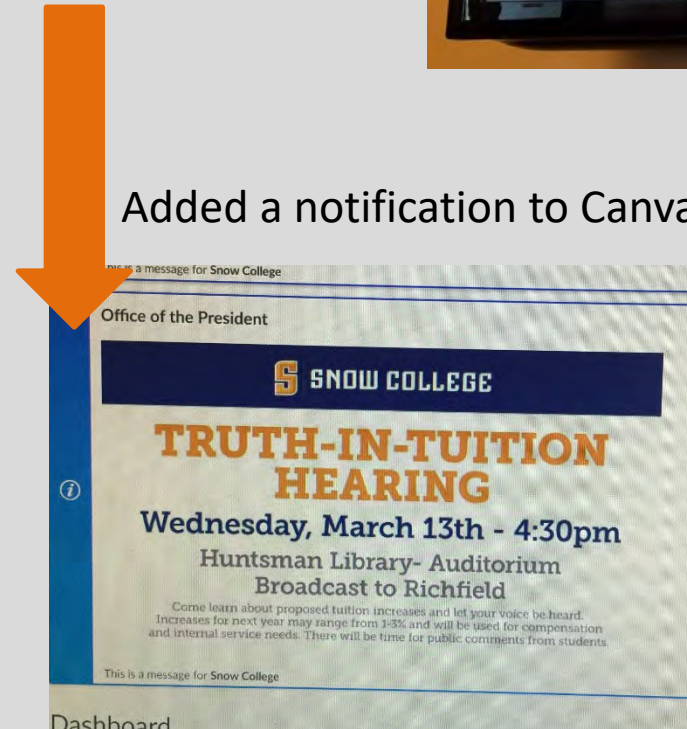 Added a notification to Canva
This is a message for Snow College
Office of the President
S SNOW COLLEGE
TRUTH-IN-TUITION
HEARING
Wednesday, March 13th - 4:30pm
Huntsman Library- Auditorium
Broadcast to Richfield
Come learn about proposed tuition increases and let your voice be heard.
Increases for next year may range from 1-3% and will be used for compensation
and internal service needs. There will be time for public comments from students.
This is a message for Snow College
Dashboard